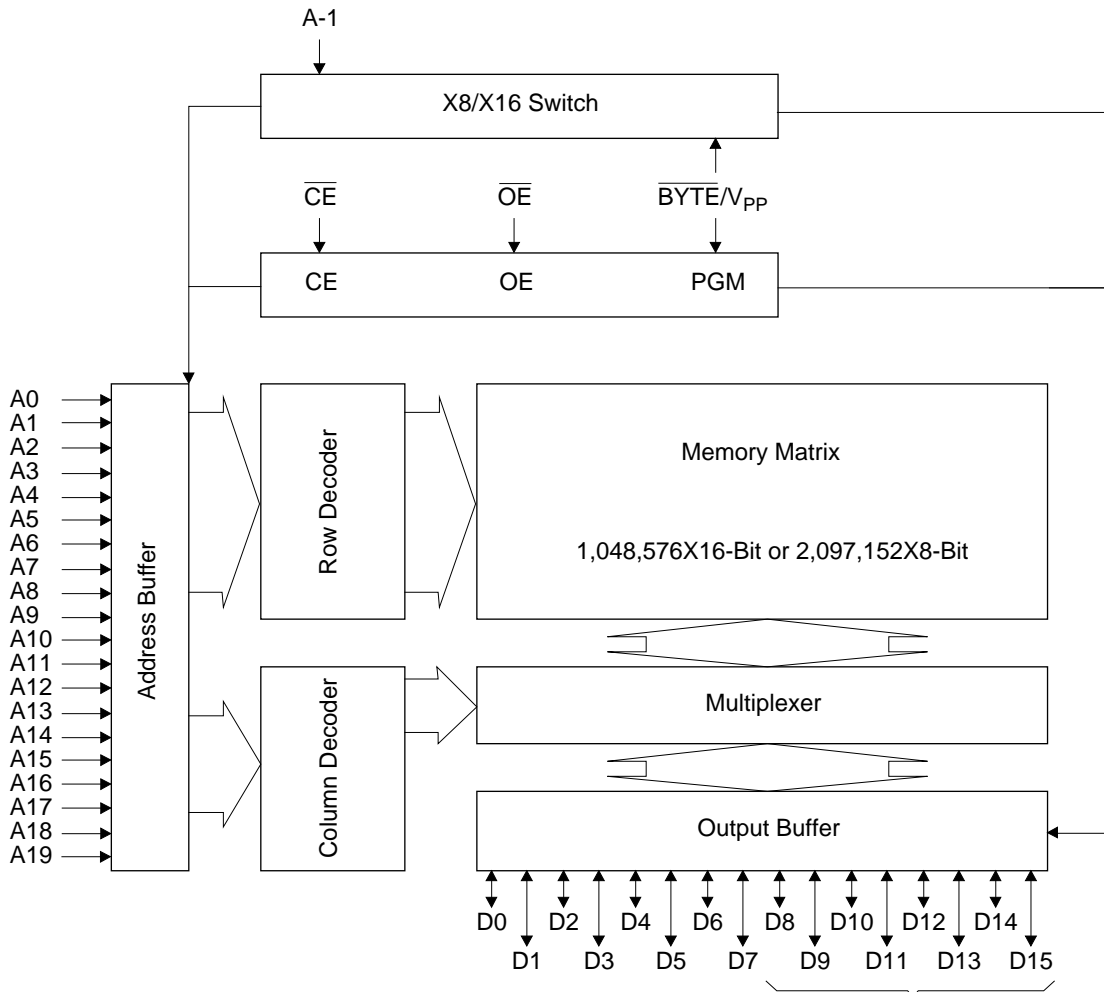 A-1
X8/X16 Switch
C̅E̅ O̅E̅ B̅Y̅T̅E̅/VPP
CE OE PGM
A0
A1
A2
A3
A4
A5
A6
A7
A8
A9
A10
A11
A12
A13
A14
A15
A16
A17
A18
A19
Address Buffer
Row Decoder
Memory Matrix
1,048,576X16-Bit or 2,097,152X8-Bit
Column Decoder
Multiplexer
Output Buffer
D0 D2 D4 D6 D8 D10 D12 D14
D1 D3 D5 D7 D9 D11 D13 D15